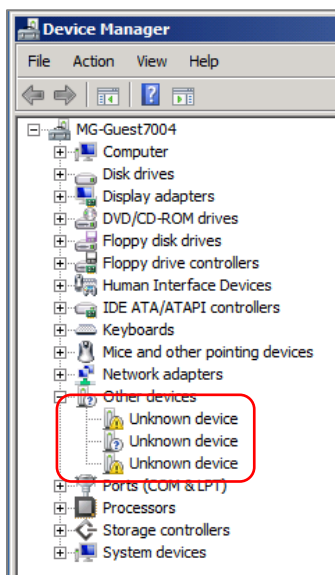 Device Manager
File Action View Help
MG-Guest7004
Computer
Disk drives
Display adapters
DVD/CD-ROM drives
Floppy disk drives
Floppy drive controllers
Human Interface Devices
IDE ATA/ATAPI controllers
Keyboards
Mice and other pointing devices
Network adapters
Other devices
Unknown device
Unknown device
Unknown device
Ports (COM & LPT)
Processors
Storage controllers
System devices